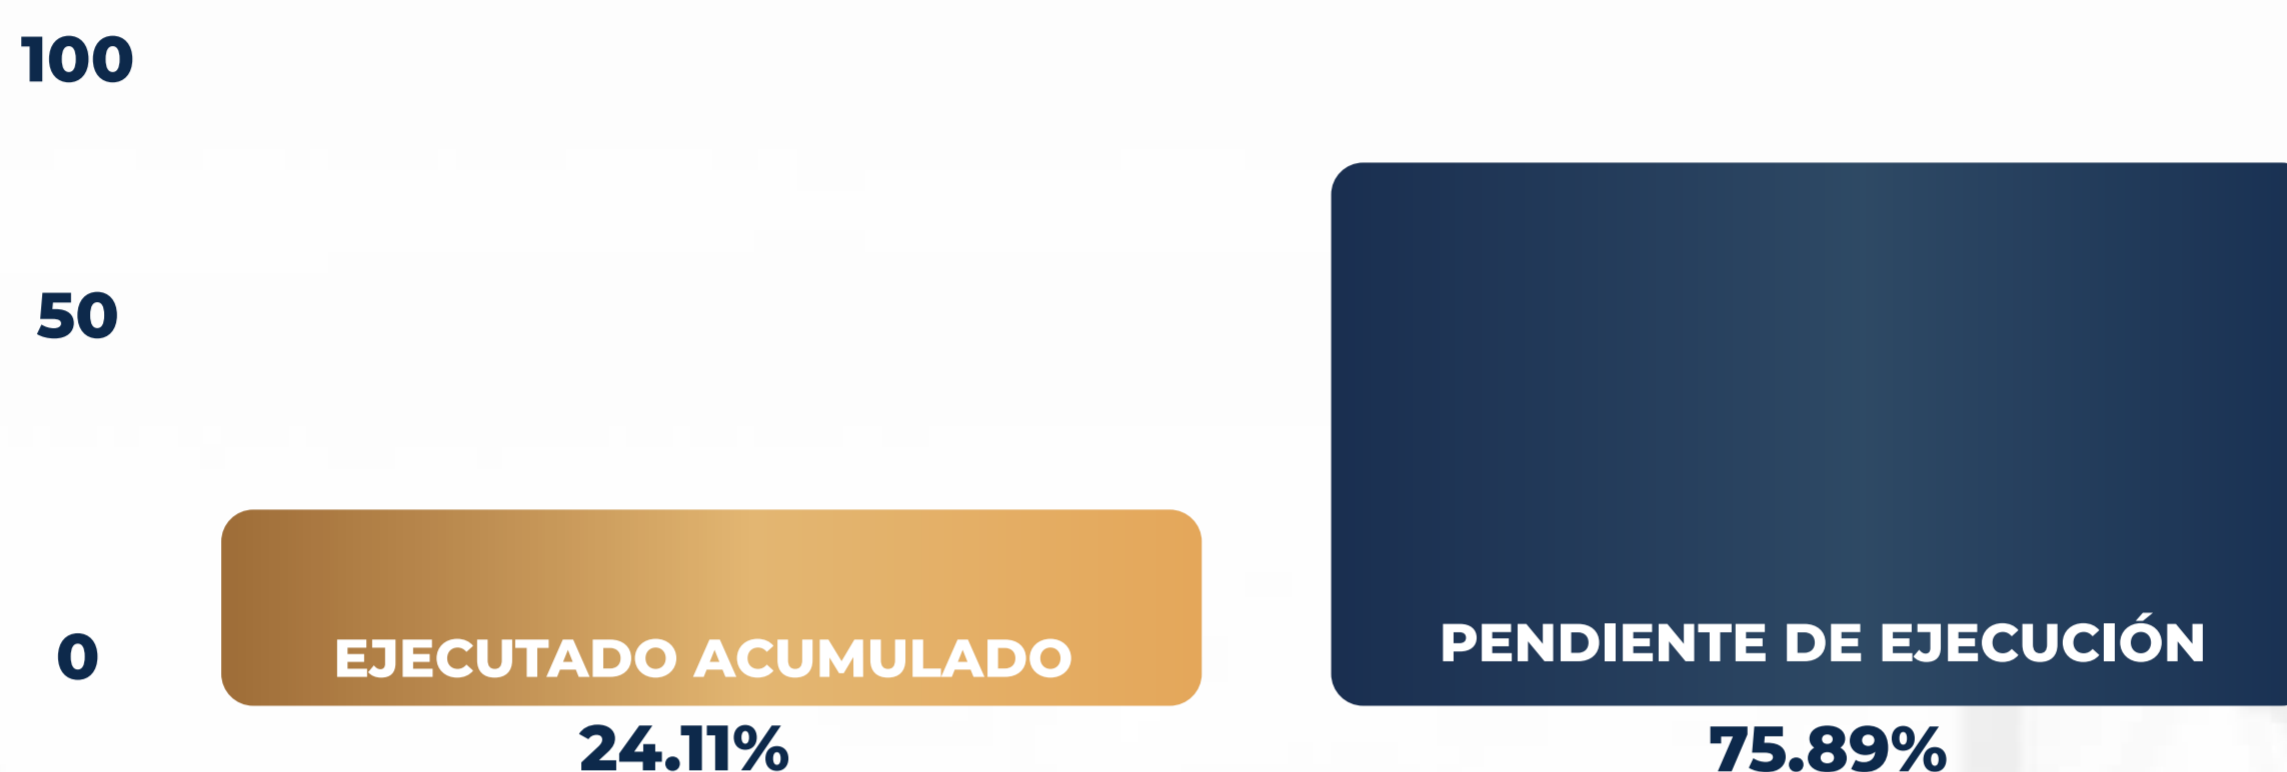 100
50
0
EJECUTADO ACUMULADO
PENDIENTE DE EJECUCIÓN
24.11%
75.89%